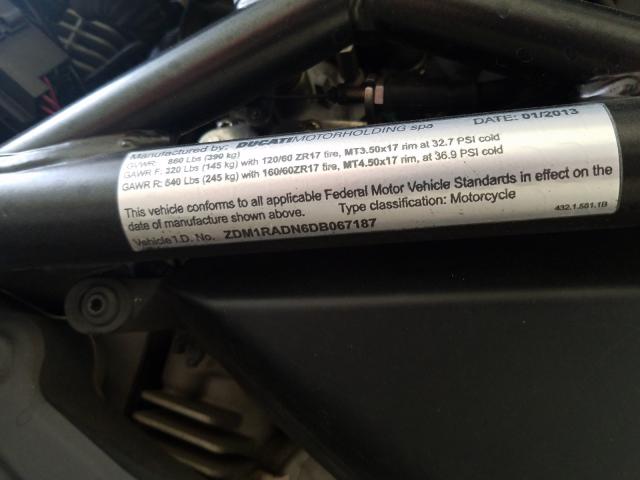 Manufactured by: DUCATIMOTORHOLDING spa DATE: 01/2013
GAWR: 860 Lbs (390 kg)
GAWR F: 320 Lbs (145 kg) with 120/60 ZR17 tire, MT3.50x17 rim at 32.7 PSI cold
GAWR R: 540 Lbs (245 kg) with 160/60ZR17 tire, MT4.50x17 rim, at 36.9 PSI cold
This vehicle conforms to all applicable Federal Motor Vehicle Standards in effect on the
date of manufacture shown above. Type classification: Motorcycle
Vehicle I.D. No. ZDM1RADN6DB067187
432.1.581.1B